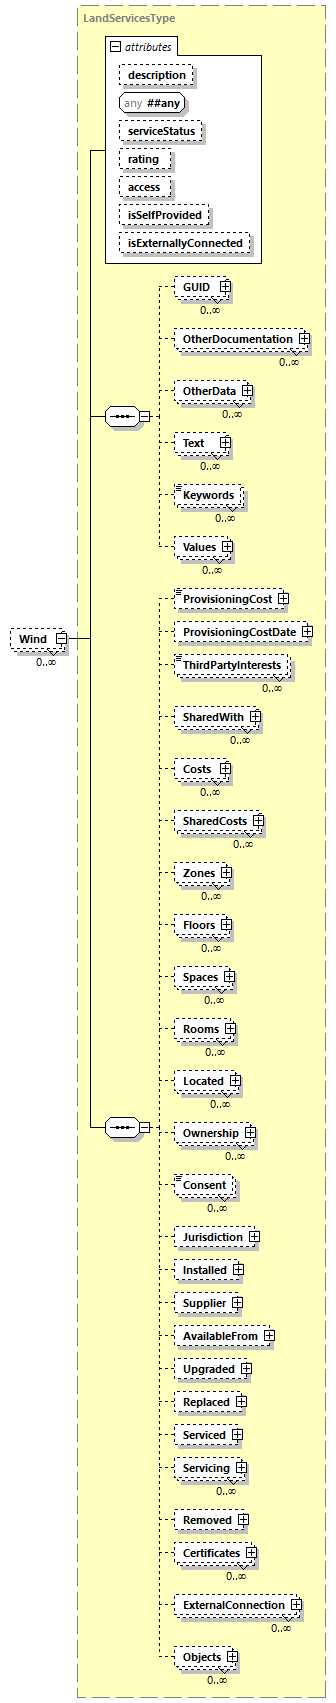 LandServicesType
attributes
description
any ##any
serviceStatus
rating
access
isSelfProvided
isExternallyConnected
GUID
0..∞
OtherDocumentation
0..∞
OtherData
0..∞
Text
0..∞
Keywords
0..∞
Values
0..∞
ProvisioningCost
Wind
0..∞
ProvisioningCostDate
ThirdPartyInterests
0..∞
SharedWith
0..∞
Costs
0..∞
SharedCosts
0..∞
Zones
0..∞
Floors
0..∞
Spaces
0..∞
Rooms
0..∞
Located
0..∞
Ownership
0..∞
Consent
0..∞
Jurisdiction
Installed
Supplier
AvailableFrom
Upgraded
Replaced
Serviced
Servicing
0..∞
Removed
Certificates
0..∞
ExternalConnection
0..∞
Objects
0..∞